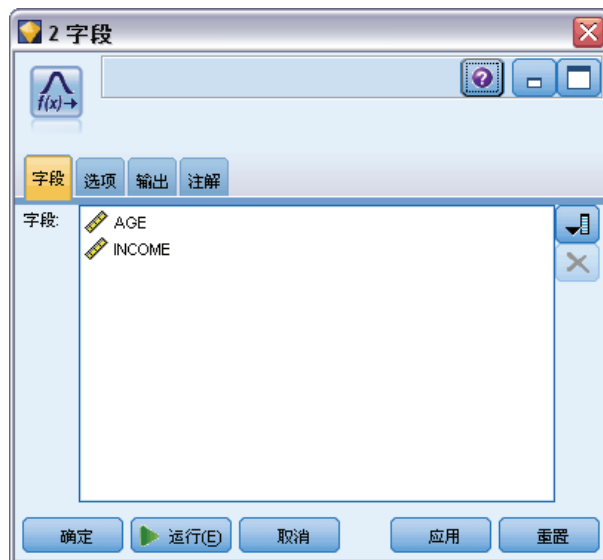 2 字段
f(x)→
?
字段 选项 输出 注解
字段:
AGE
INCOME
确定 运行(E) 取消 应用 重置